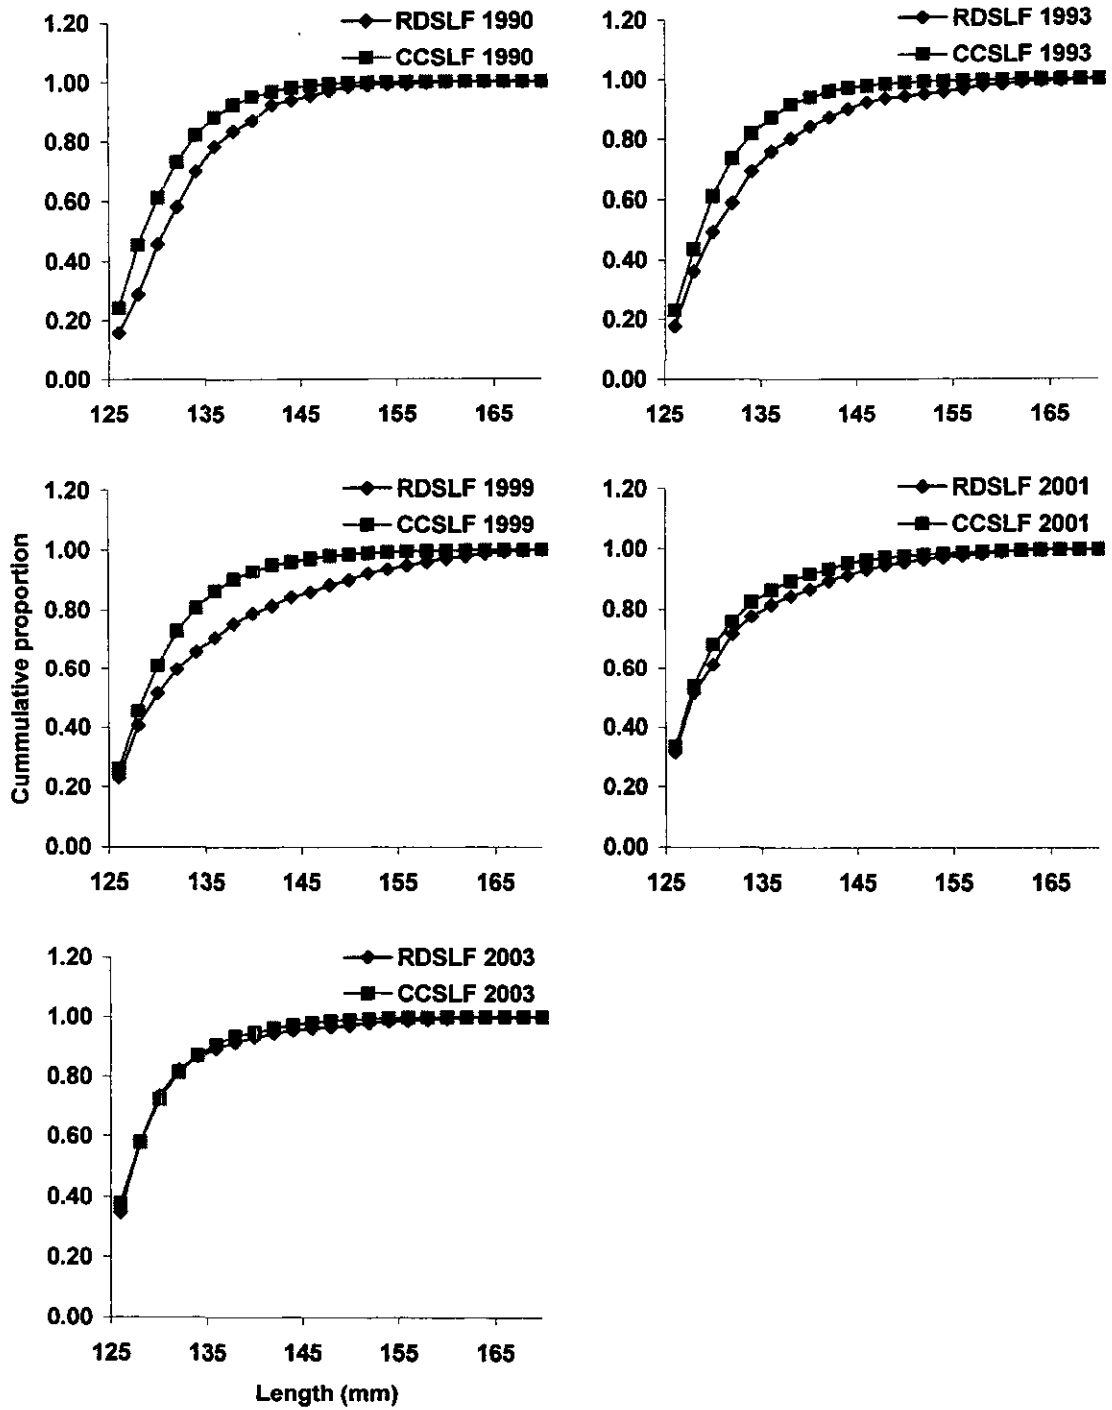 1.20
1.00
0.80
0.60
0.40
0.20
0.00
125 135 145 155 165
RDSLF 1990
CCSLF 1990
1.20
1.00
0.80
0.60
0.40
0.20
0.00
125 135 145 155 165
RDSLF 1993
CCSLF 1993
Cummulative proportion
1.20
1.00
0.80
0.60
0.40
0.20
0.00
125 135 145 155 165
RDSLF 1999
CCSLF 1999
1.20
1.00
0.80
0.60
0.40
0.20
0.00
125 135 145 155 165
RDSLF 2001
CCSLF 2001
1.20
1.00
0.80
0.60
0.40
0.20
0.00
125 135 145 155 165
RDSLF 2003
CCSLF 2003
Length (mm)